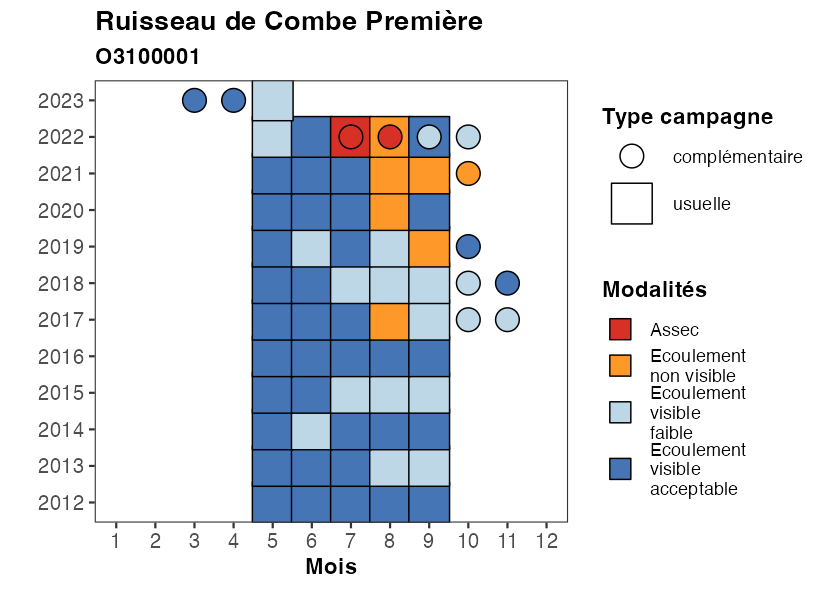 Ruisseau de Combe Première
O3100001
2023
2022
2021
2020
2019
2018
2017
2016
2015
2014
2013
2012
1 2 3 4 5 6 7 8 9 10 11 12
Mois
Type campagne
complémentaire
usuelle
Modalités
Assec
Ecoulement
non visible
Ecoulement
visible
faible
Ecoulement
visible
acceptable